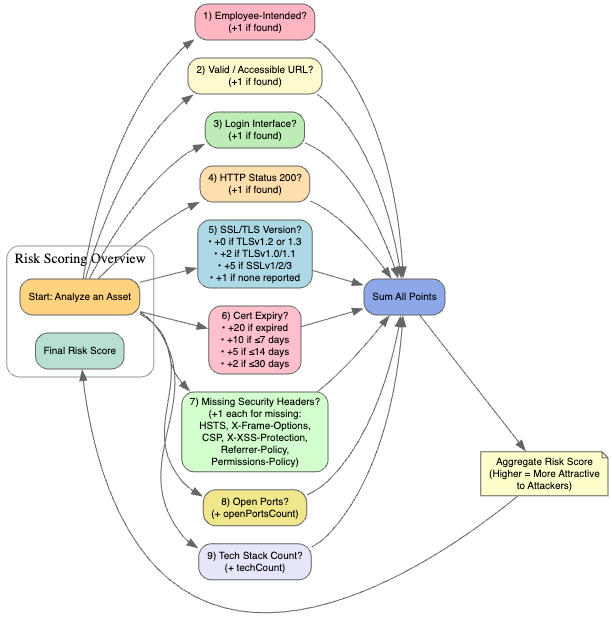 1) Employee-Intended?
(+1 if found)
2) Valid / Accessible URL?
(+1 if found)
3) Login Interface?
(+1 if found)
4) HTTP Status 200?
(+1 if found)
5) SSL/TLS Version?
• +0 if TLSv1.2 or 1.3
• +2 if TLSv1.0/1.1
• +5 if SSLv1/2/3
• +1 if none reported
Risk Scoring Overview
Start: Analyze an Asset
Sum All Points
6) Cert Expiry?
• +20 if expired
• +10 if ≤7 days
• +5 if ≤14 days
• +2 if ≤30 days
Final Risk Score
7) Missing Security Headers?
(+1 each for missing:
HSTS, X-Frame-Options,
CSP, X-XSS-Protection,
Referrer-Policy,
Permissions-Policy)
Aggregate Risk Score
(Higher = More Attractive
to Attackers)
8) Open Ports?
(+ openPortsCount)
9) Tech Stack Count?
(+ techCount)